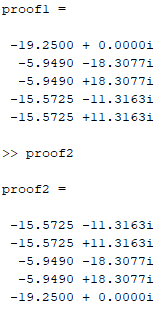 proof1 =
-19.2500 + 0.0000i
-5.9490 -18.3077i
-5.9490 +18.3077i
-15.5725 -11.3163i
-15.5725 +11.3163i
>> proof2
proof2 =
-15.5725 -11.3163i
-15.5725 +11.3163i
-5.9490 -18.3077i
-5.9490 +18.3077i
-19.2500 + 0.0000i